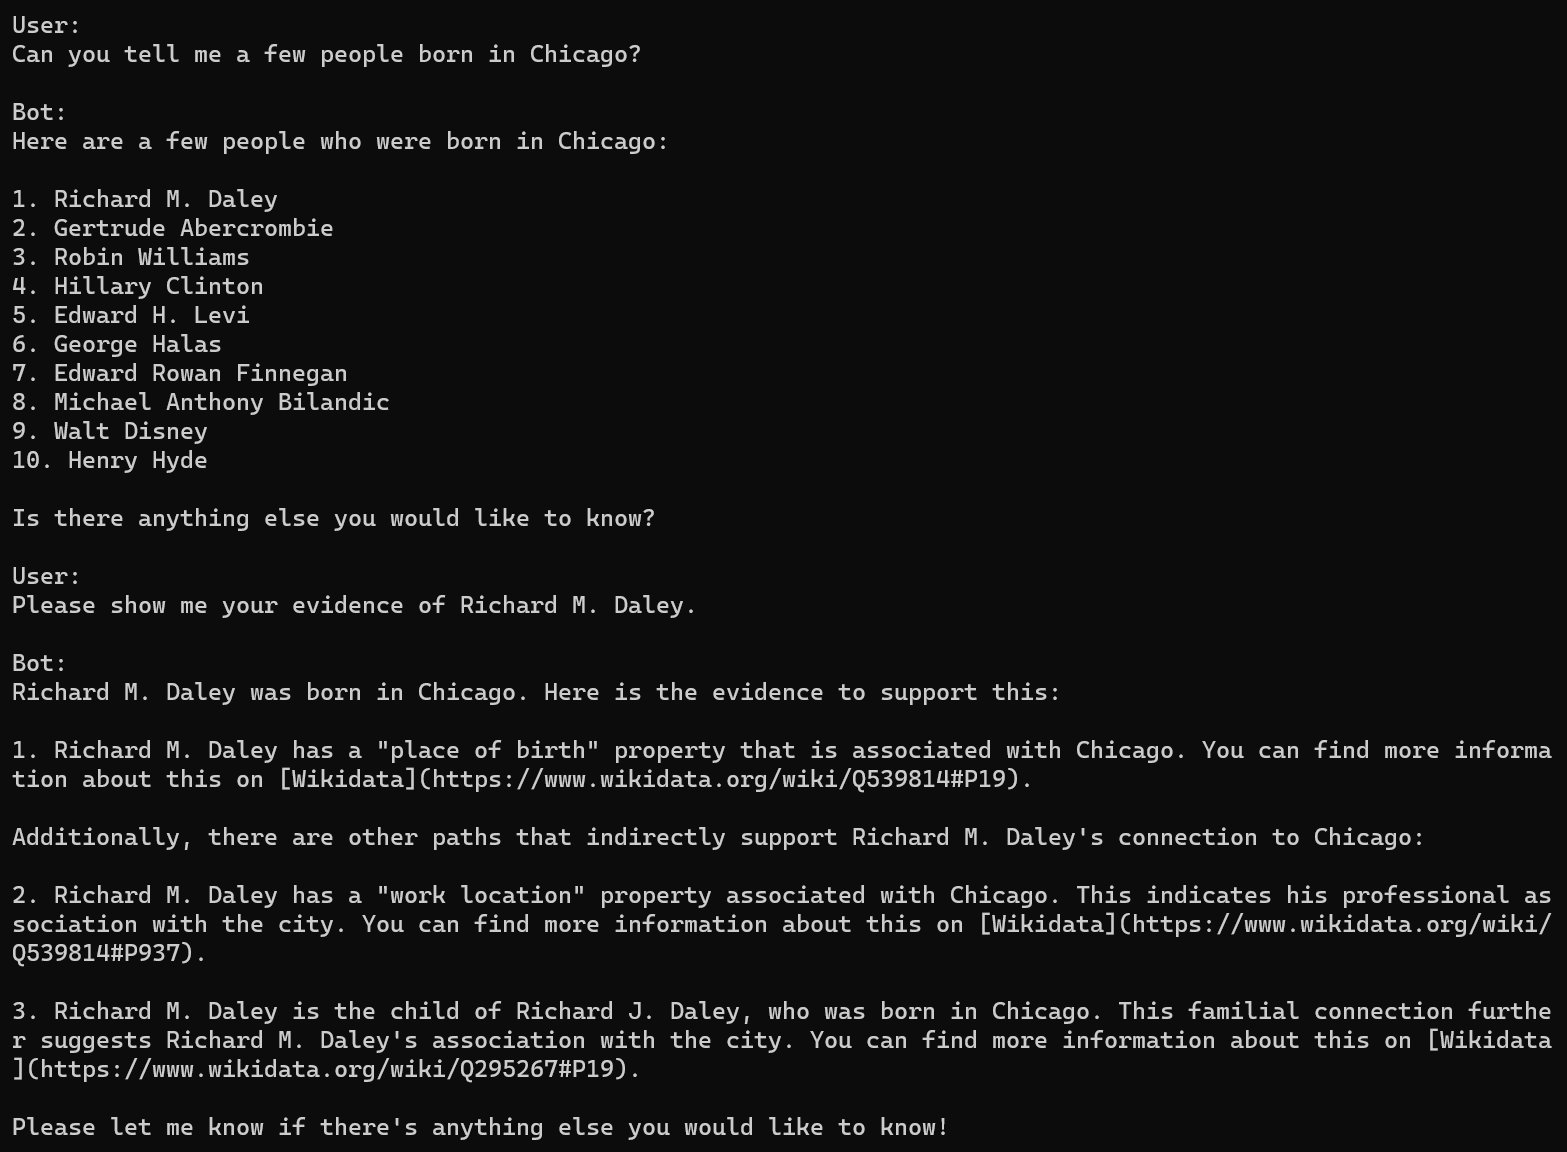 User:
Can you tell me a few people born in Chicago?
Bot:
Here are a few people who were born in Chicago:
1. Richard M. Daley
2. Gertrude Abercrombie
3. Robin Williams
4. Hillary Clinton
5. Edward H. Levi
6. George Halas
7. Edward Rowan Finnegan
8. Michael Anthony Bilandic
9. Walt Disney
10. Henry Hyde
Is there anything else you would like to know?
User:
Please show me your evidence of Richard M. Daley.
Bot:
Richard M. Daley was born in Chicago. Here is the evidence to support this:
1. Richard M. Daley has a "place of birth" property that is associated with Chicago. You can find more informa
tion about this on [Wikidata](https://www.wikidata.org/wiki/Q539814#P19).
Additionally, there are other paths that indirectly support Richard M. Daley's connection to Chicago:
2. Richard M. Daley has a "work location" property associated with Chicago. This indicates his professional as
sociation with the city. You can find more information about this on [Wikidata](https://www.wikidata.org/wiki/
Q539814#P937).
3. Richard M. Daley is the child of Richard J. Daley, who was born in Chicago. This familial connection furthe
r suggests Richard M. Daley's association with the city. You can find more information about this on [Wikidata
](https://www.wikidata.org/wiki/Q295267#P19).
Please let me know if there's anything else you would like to know!